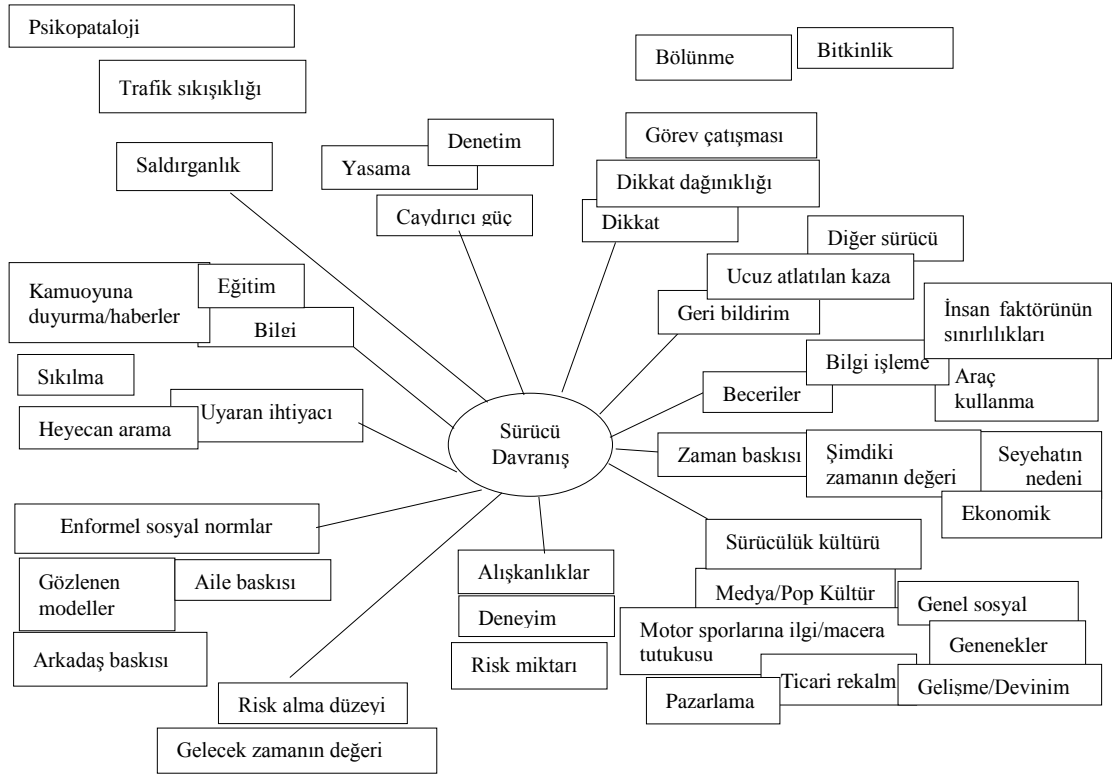 Psikopataloji
Bölünme
Bitkinlik
Trafik sıkışıklığı
Görev çatışması
Denetim
Saldırganlık
Yasama
Dikkat dağınıklığı
Caydırıcı güç
Dikkat
Diğer sürücü
Ucuz atlatılan kaza
Eğitim
Kamuoyuna
duyurma/haberler
Geri bildirim
İnsan faktörünün
sınırlılıkları
Bilgi
Bilgi işleme
Sıkılma
Araç
kullanma
Beceriler
Uyaran ihtiyacı
Heyecan arama
Sürücü
Davranış
Zaman baskısı
Şimdiki
zamanın değeri
Seyehatın
nedeni
Ekonomik
Enformel sosyal normlar
Sürücülük kültürü
Gözlenen
modeller
Aile baskısı
Alışkanlıklar
Medya/Pop Kültür
Genel sosyal
Deneyim
Motor sporlarına ilgi/macera
tutukusu
Genenekler
Arkadaş baskısı
Risk miktarı
Ticari rekalm
Gelişme/Devinim
Pazarlama
Risk alma düzeyi
Gelecek zamanın değeri